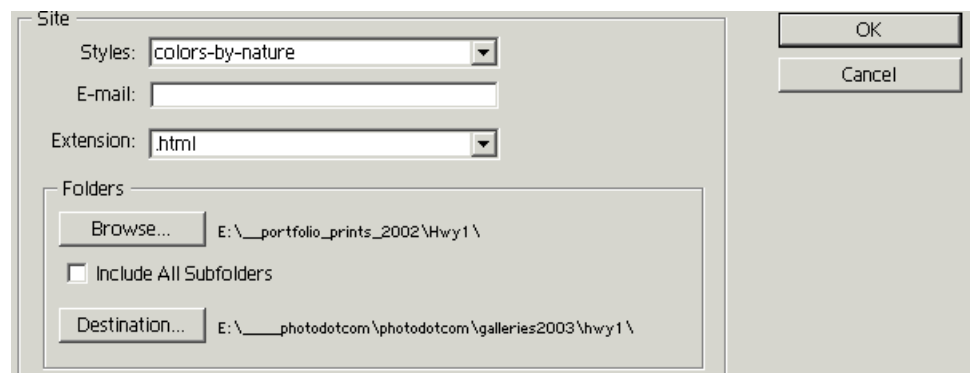 Site
OK
Styles: colors-by-nature
Cancel
E-mail:
Extension: .html
Folders
Browse... E:\__portfolio_prints_2002\Hwy1\
Include All Subfolders
Destination... E:\____photodotcom\photodotcom\galleries2003\hwy1\